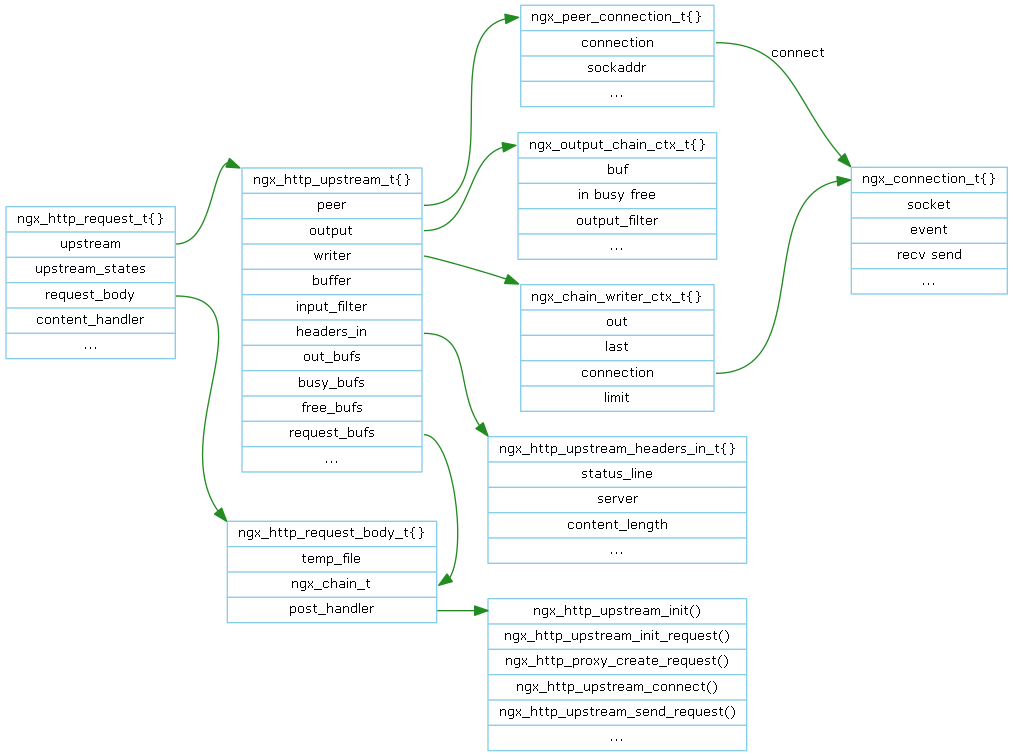 ngx_http_request_t{}
upstream
upstream_states
request_body
content_handler
...
ngx_http_upstream_t{}
peer
output
writer
buffer
input_filter
headers_in
out_bufs
busy_bufs
free_bufs
request_bufs
...
ngx_http_request_body_t{}
temp_file
ngx_chain_t
post_handler
ngx_peer_connection_t{}
connection
sockaddr
...
ngx_output_chain_ctx_t{}
buf
in busy free
output_filter
...
ngx_chain_writer_ctx_t{}
out
last
connection
limit
ngx_http_upstream_headers_in_t{}
status_line
server
content_length
...
ngx_http_upstream_init()
ngx_http_upstream_init_request()
ngx_http_proxy_create_request()
ngx_http_upstream_connect()
ngx_http_upstream_send_request()
...
connect
ngx_connection_t{}
socket
event
recv send
...